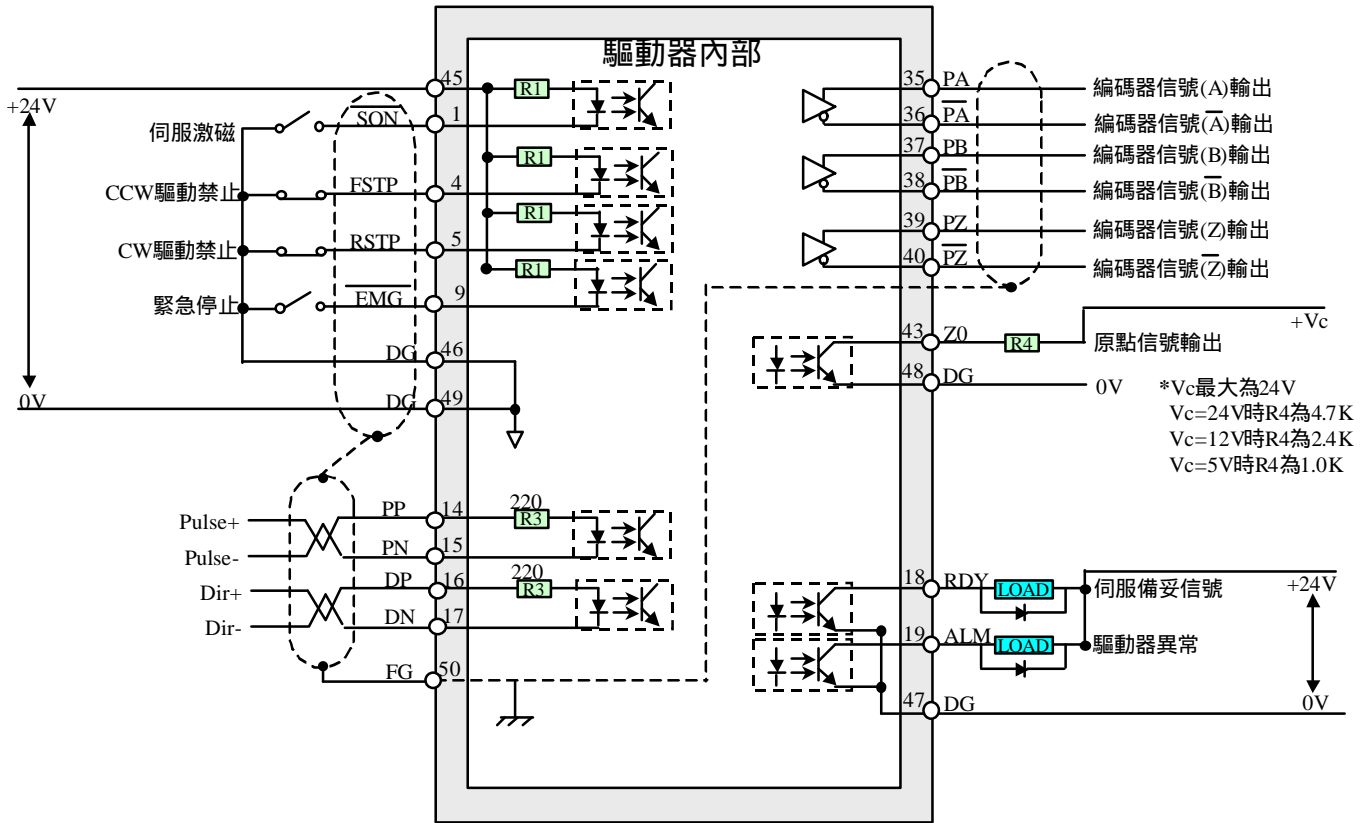 驅動器內部
+24V
45
R1
伺服激磁
S̅O̅N̅
1
R1
CCW驅動禁止
FSTP
4
R1
CW驅動禁止
RSTP
5
R1
緊急停止
E̅M̅G̅
9
DG
46
0V
DG
49
Pulse+
PP
14
220
R3
Pulse-
PN
15
Dir+
DP
16
220
R3
Dir-
DN
17
FG
50
35
PA
編碼器信號(A)輸出
36
P̅A̅
編碼器信號(A̅)輸出
37
PB
編碼器信號(B)輸出
38
P̅B̅
編碼器信號(B̅)輸出
39
PZ
編碼器信號(Z)輸出
40
P̅Z̅
編碼器信號(Z̅)輸出
+Vc
43
Z0
R4
原點信號輸出
48
DG
0V
*Vc最大為24V
Vc=24V時R4為4.7K
Vc=12V時R4為2.4K
Vc=5V時R4為1.0K
18
RDY
LOAD
伺服備妥信號
+24V
19
ALM
LOAD
驅動器異常
47
DG
0V